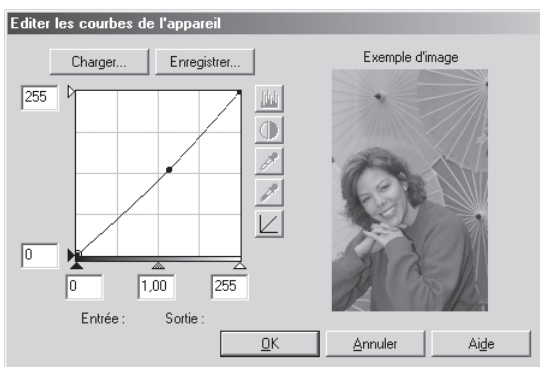 Editer les courbes de l'appareil
Charger...
Enregistrer...
Exemple d'image
255
0
0
1,00
255
Entrée :
Sortie :
OK
Annuler
Aide